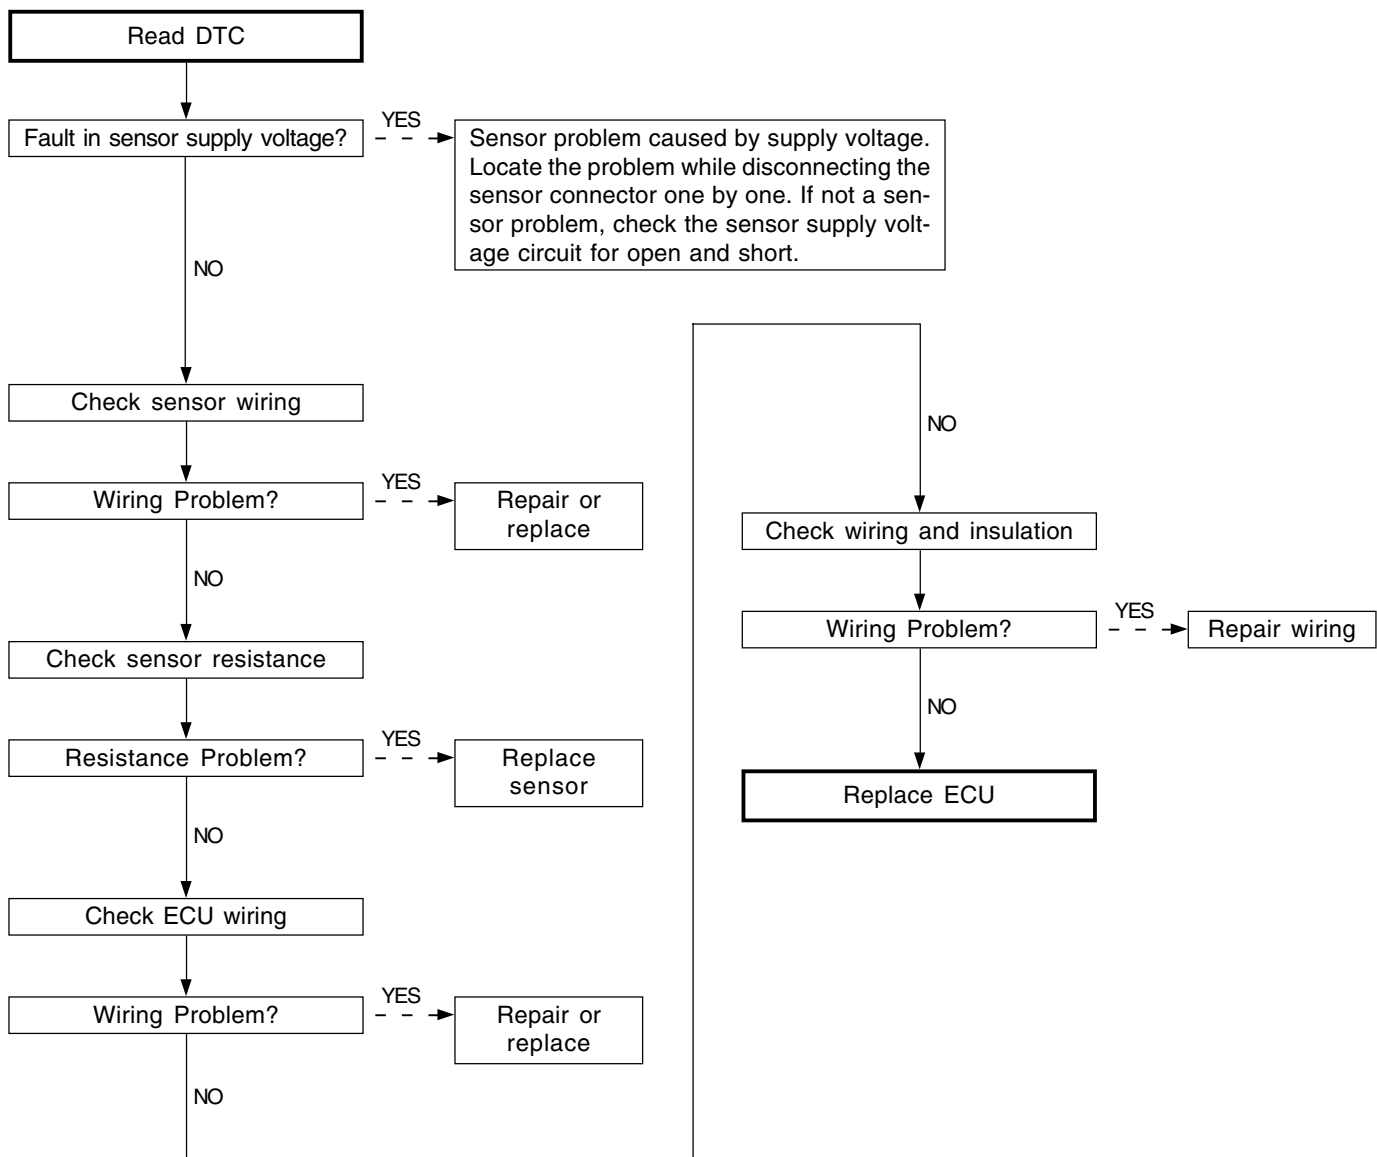 Read DTC
Fault in sensor supply voltage?
YES
Sensor problem caused by supply voltage.
Locate the problem while disconnecting the
sensor connector one by one. If not a sen-
sor problem, check the sensor supply volt-
age circuit for open and short.
NO
Check sensor wiring
Wiring Problem?
YES
Repair or
replace
NO
Check sensor resistance
Resistance Problem?
YES
Replace
sensor
NO
Check ECU wiring
Wiring Problem?
YES
Repair or
replace
NO
NO
Check wiring and insulation
Wiring Problem?
YES
Repair wiring
NO
Replace ECU